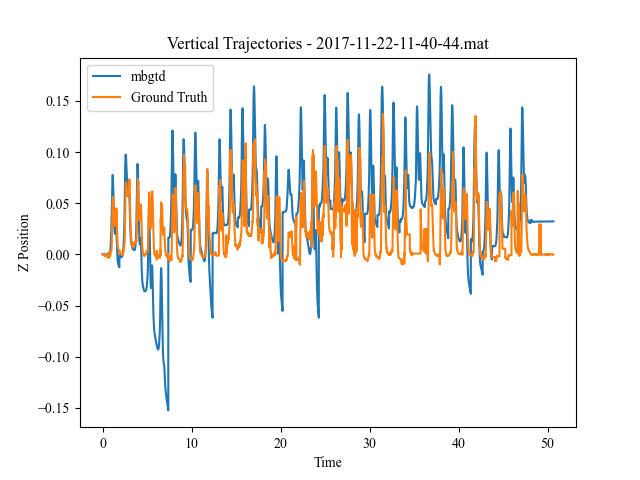 Vertical Trajectories - 2017-11-22-11-40-44.mat
mbgtd
Ground Truth
Z Position
0.15
0.10
0.05
0.00
−0.05
−0.10
−0.15
0 10 20 30 40 50
Time